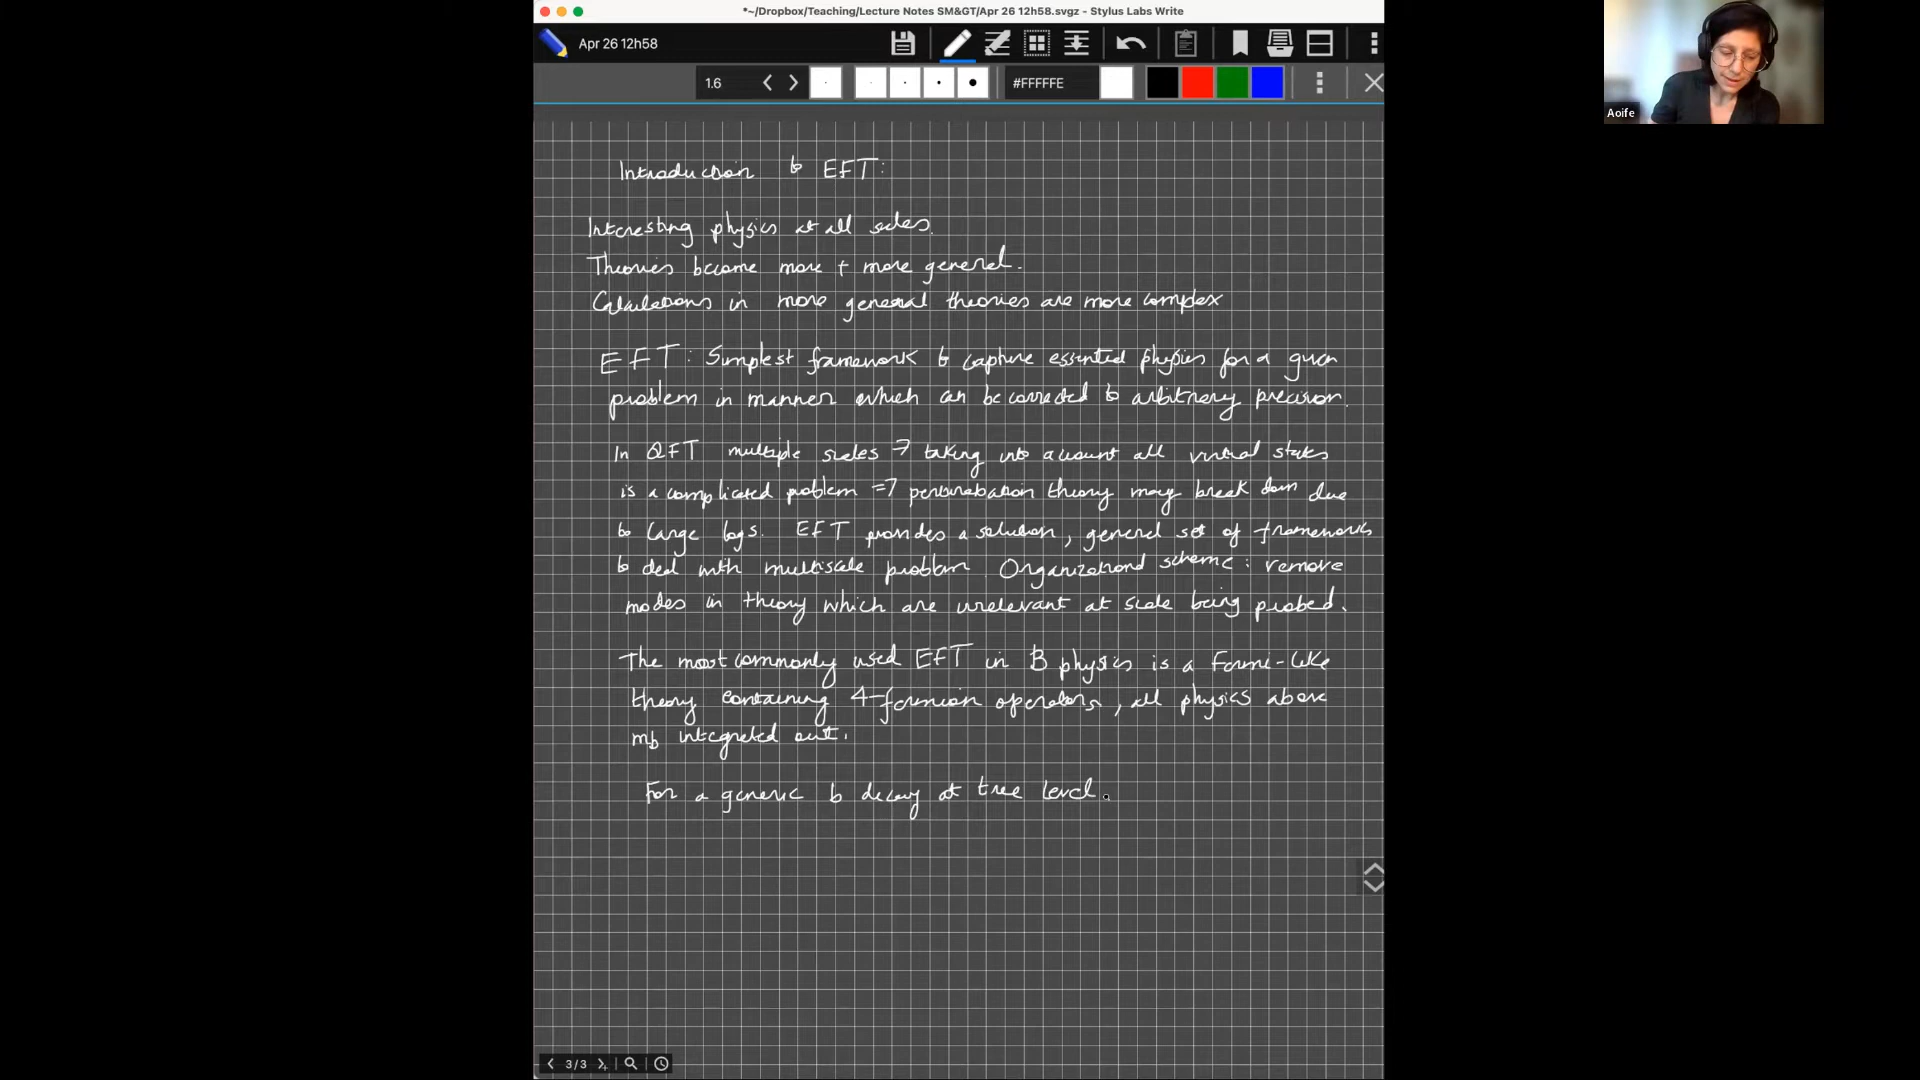 *~/Dropbox/Teaching/Lecture Notes SM&GT/Apr 26 12h58.svgz - Stylus Labs Write
Apr 26 12h58
1.6
#FFFFFE
Aoife
Introduction to EFT:
Interesting physics at all scales.
Theories become more + more general.
Calculations in more general theories are more complex
EFT: Simplest framework to capture essential physics for a given
problem in manner which can be corrected to arbitrary precision.
In QFT multiple scales → taking into account all virtual states
is a complicated problem => perturbation theory may break down due
to large logs. EFT provides a solution, general set of frameworks
to deal with multiscale problem. Organizational scheme: remove
modes in theory which are irrelevant at scale being probed.
The most commonly used EFT in B physics is a Fermi-like
theory containing 4-fermion operators, all physics above
mb integrated out.
For a generic b decay at tree level.
3/3